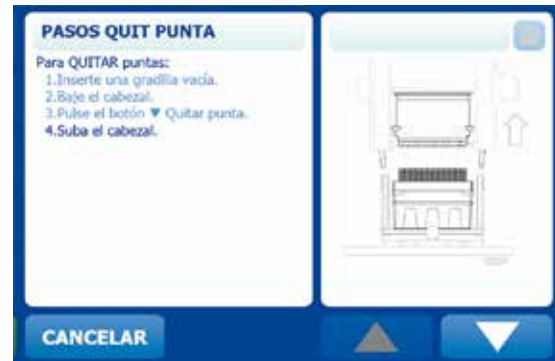 PASOS QUIT PUNTA
Para QUITAR puntas:
1.Inserte una gradilla vacía.
2.Baje el cabezal.
3.Pulse el botón ▼ Quitar punta.
4.Suba el cabezal.
CANCELAR